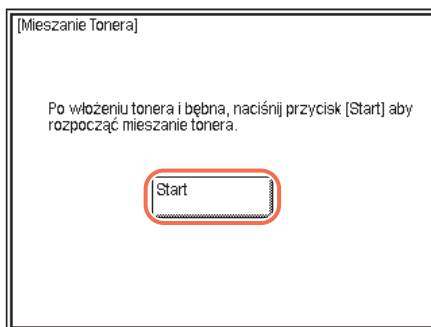 [Mieszanie Tonera]
Po włożeniu tonera i bębna, naciśnij przycisk [Start] aby
rozpocząć mieszanie tonera.
Start